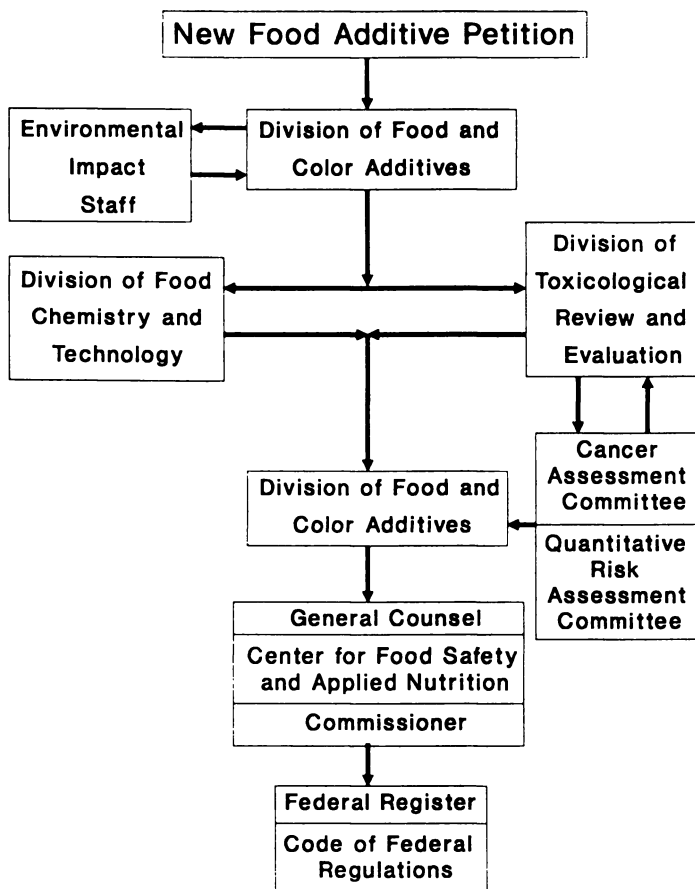 New Food Additive Petition
Environmental
Impact
Staff
Division of Food and
Color Additives
Division of Food
Chemistry and
Technology
Division of
Toxicological
Review and
Evaluation
Cancer
Assessment
Committee
Quantitative
Risk
Assessment
Committee
Division of Food and
Color Additives
General Counsel
Center for Food Safety
and Applied Nutrition
Commissioner
Federal Register
Code of Federal
Regulations